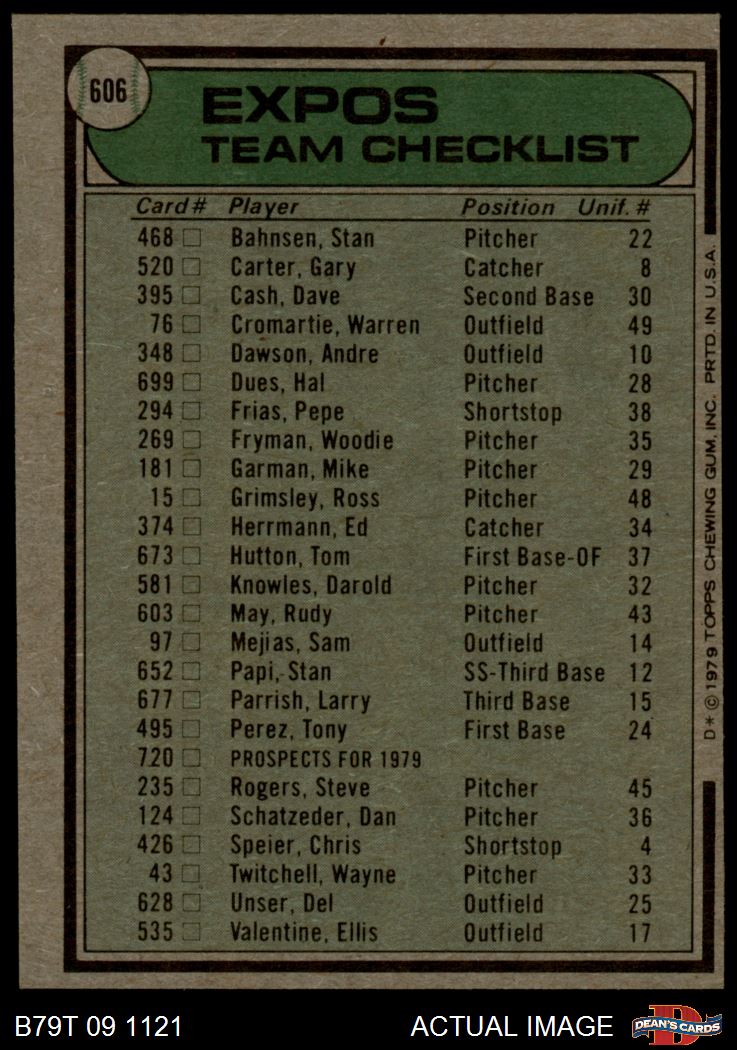 606
EXPOS
TEAM CHECKLIST
Card # Player Position Unif. #
468 Bahnsen, Stan Pitcher 22
520 Carter, Gary Catcher 8
395 Cash, Dave Second Base 30
76 Cromartie, Warren Outfield 49
348 Dawson, Andre Outfield 10
699 Dues, Hal Pitcher 28
294 Frias, Pepe Shortstop 38
269 Fryman, Woodie Pitcher 35
181 Garman, Mike Pitcher 29
15 Grimsley, Ross Pitcher 48
374 Herrmann, Ed Catcher 34
673 Hutton, Tom First Base-OF 37
581 Knowles, Darold Pitcher 32
603 May, Rudy Pitcher 43
97 Mejias, Sam Outfield 14
652 Papi, Stan SS-Third Base 12
677 Parrish, Larry Third Base 15
495 Perez, Tony First Base 24
720 PROSPECTS FOR 1979
235 Rogers, Steve Pitcher 45
124 Schatzeder, Dan Pitcher 36
426 Speier, Chris Shortstop 4
43 Twitchell, Wayne Pitcher 33
628 Unser, Del Outfield 25
535 Valentine, Ellis Outfield 17
D* © 1979 TOPPS CHEWING GUM, INC. PRTD. IN U.S.A.
B79T 09 1121 ACTUAL IMAGE
D
DEAN'S CARDS